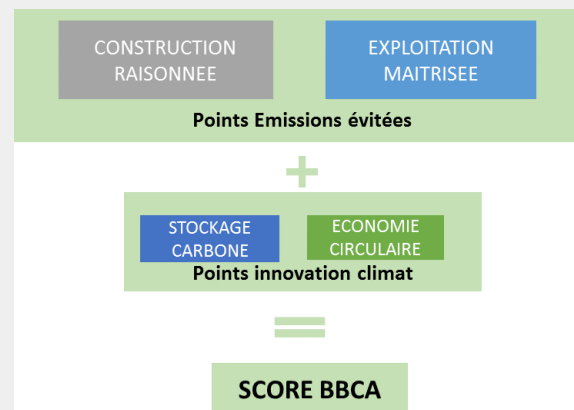 CONSTRUCTION
RAISONNEE
EXPLOITATION
MAITRISEE
Points Emissions évitées
+
STOCKAGE
CARBONE
ECONOMIE
CIRCULAIRE
Points innovation climat
=
SCORE BBCA